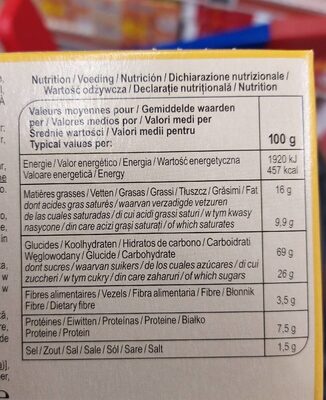 Nutrition / Voeding / Nutrición / Dichiarazione nutrizionale /
Wartość odżywcza / Declarație nutrițională / Nutrition
Valeurs moyennes pour / Gemiddelde waarden
per / Valores medios por / Valori medi per
Średnie wartości / Valori medii pentru
Typical values per: 100 g
Energie / Valor energético / Energia / Wartość energetyczna 1920 kJ
Valoare energetică / Energy 457 kcal
Matières grasses / Vetten / Grasas / Grassi / Tłuszcz / Grăsimi / Fat 16 g
dont acides gras saturés / waarvan verzadigde vetzuren
de las cuales saturadas / di cui acidi grassi saturi / w tym kwasy
nasycone / din care acizi grași saturați / of which saturates 9,9 g
Glucides / Koolhydraten / Hidratos de carbono / Carboidrati
Węglowodany / Glucide / Carbohydrate 69 g
dont sucres / waarvan suikers / de los cuales azúcares / di cui
zuccheri / w tym cukry / din care zaharuri / of which sugars 26 g
Fibres alimentaires / Vezels / Fibra alimentaria / Fibre / Błonnik
Fibre / Dietary fibre 3,5 g
Protéines / Eiwitten / Proteínas / Proteine / Białko
Proteine / Protein 7,5 g
Sel / Zout / Sal / Sale / Sól / Sare / Salt 1,5 g